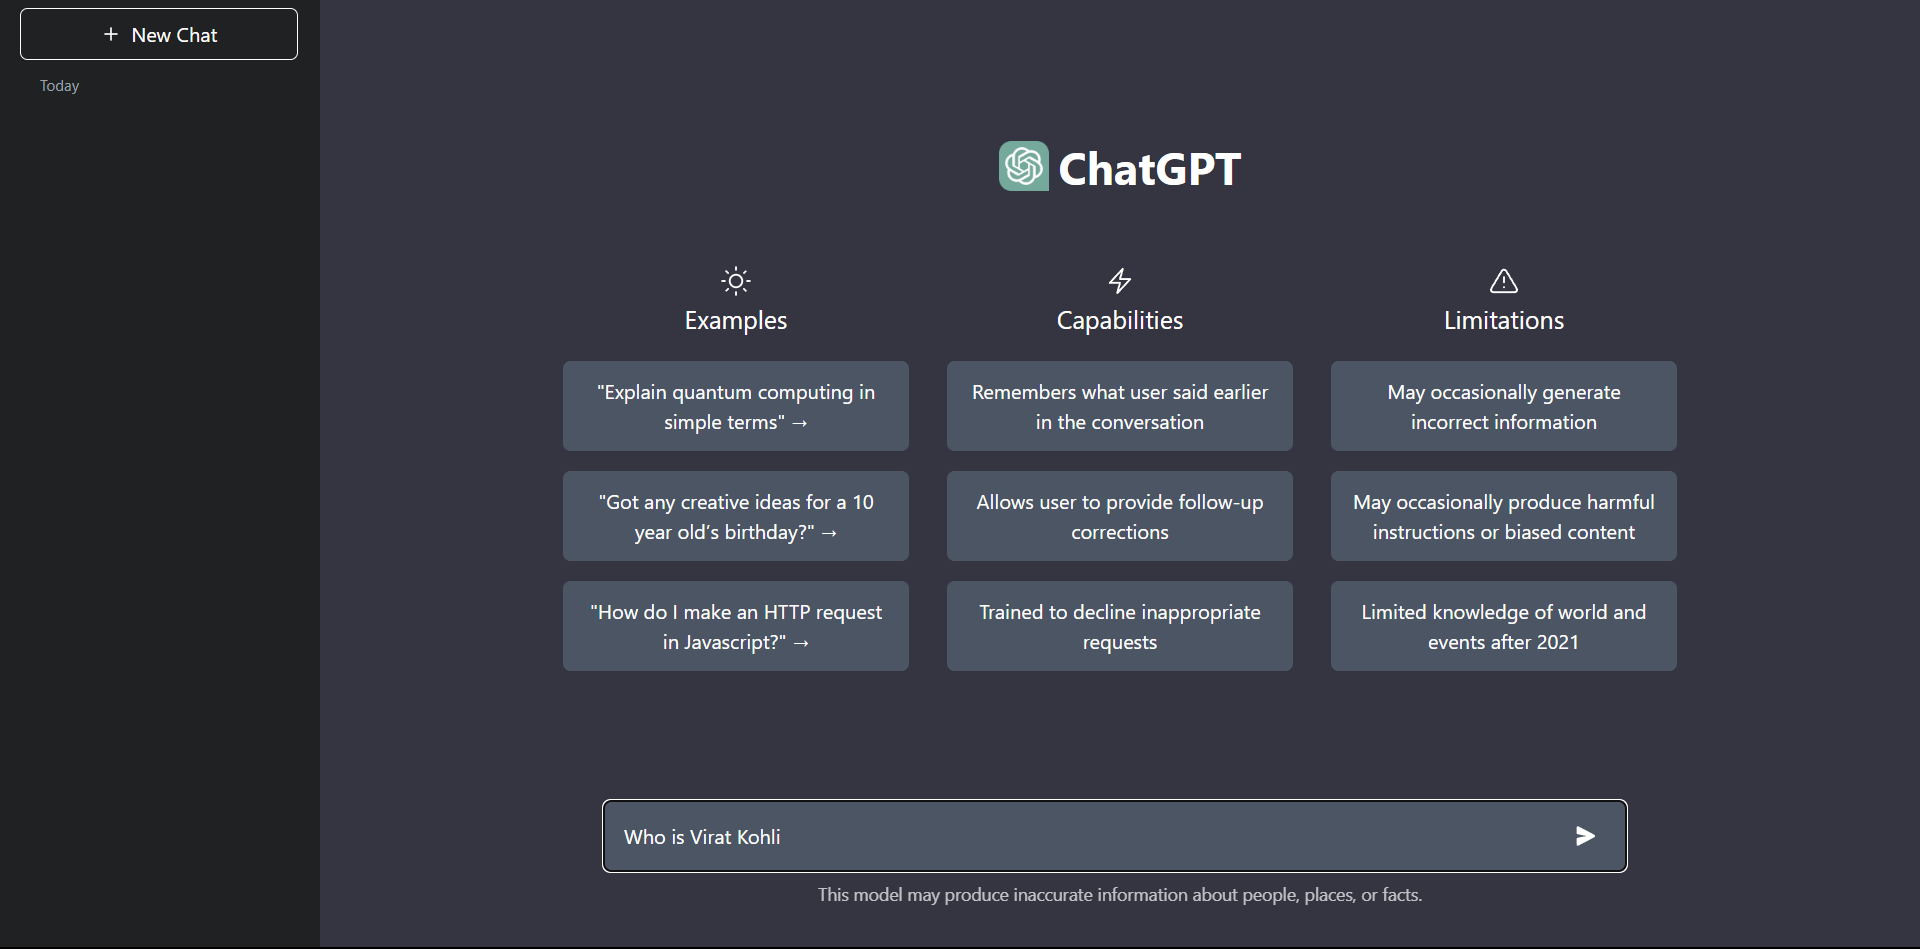 + New Chat
Today
ChatGPT
Examples
"Explain quantum computing in
simple terms" →
"Got any creative ideas for a 10
year old’s birthday?" →
"How do I make an HTTP request
in Javascript?" →
Capabilities
Remembers what user said earlier
in the conversation
Allows user to provide follow-up
corrections
Trained to decline inappropriate
requests
Limitations
May occasionally generate
incorrect information
May occasionally produce harmful
instructions or biased content
Limited knowledge of world and
events after 2021
Who is Virat Kohli
This model may produce inaccurate information about people, places, or facts.